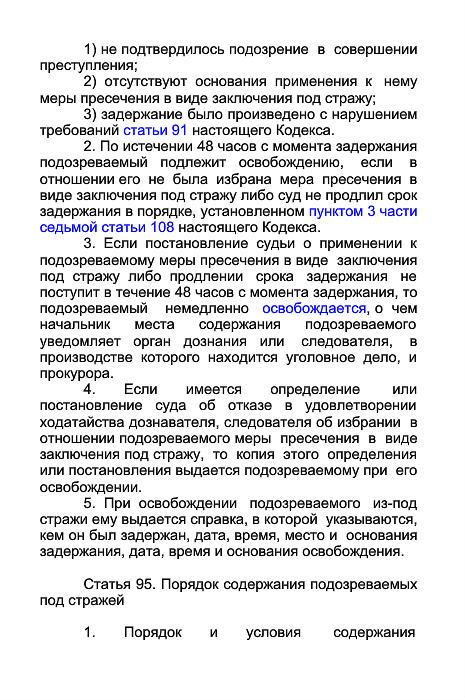 1) не подтвердилось подозрение в совершении
преступления;
2) отсутствуют основания применения к нему
меры пресечения в виде заключения под стражу;
3) задержание было произведено с нарушением
требований статьи 91 настоящего Кодекса.
2. По истечении 48 часов с момента задержания
подозреваемый подлежит освобождению, если в
отношении его не была избрана мера пресечения в
виде заключения под стражу либо суд не продлил срок
задержания в порядке, установленном пунктом 3 части
седьмой статьи 108 настоящего Кодекса.
3. Если постановление судьи о применении к
подозреваемому меры пресечения в виде заключения
под стражу либо продлении срока задержания не
поступит в течение 48 часов с момента задержания, то
подозреваемый немедленно освобождается, о чем
начальник места содержания подозреваемого
уведомляет орган дознания или следователя, в
производстве которого находится уголовное дело, и
прокурора.
4. Если имеется определение или
постановление суда об отказе в удовлетворении
ходатайства дознавателя, следователя об избрании в
отношении подозреваемого меры пресечения в виде
заключения под стражу, то копия этого определения
или постановления выдается подозреваемому при его
освобождении.
5. При освобождении подозреваемого из-под
стражи ему выдается справка, в которой указываются,
кем он был задержан, дата, время, место и основания
задержания, дата, время и основания освобождения.
Статья 95. Порядок содержания подозреваемых
под стражей
1. Порядок и условия содержания